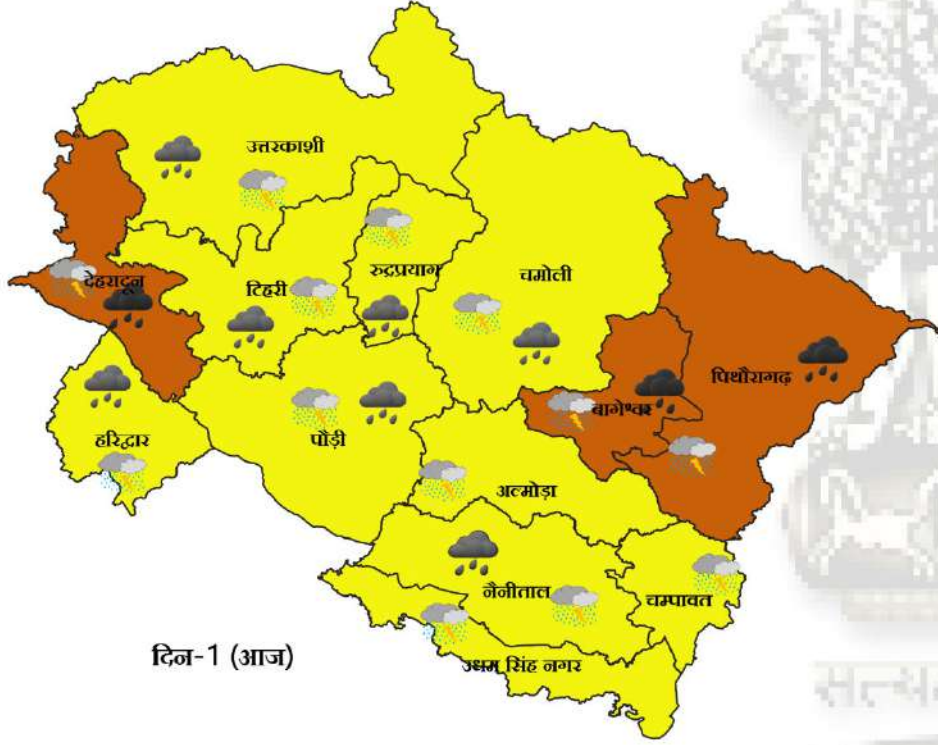 उत्तरकाशी
रुद्रप्रयाग
चमोली
देहरादून
टिहरी
पिथौरागढ़
बागेश्वर
हरिद्वार
पौड़ी
अल्मोड़ा
नैनीताल
चम्पावत
उधम सिंह नगर
दिन-1 (आज)